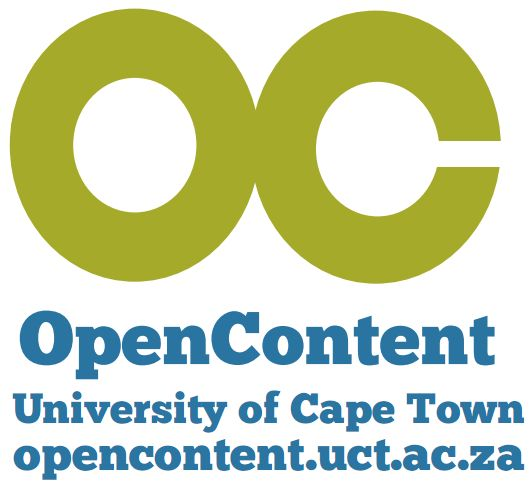 OC
OpenContent
University of Cape Town
opencontent.uct.ac.za